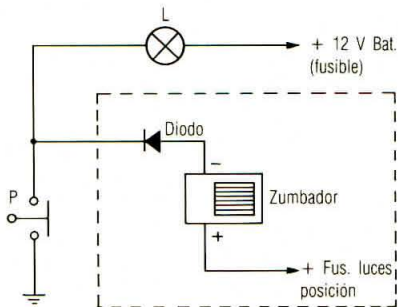 L
+ 12 V Bat.
(fusible)
Diodo
P
−
Zumbador
+
+ Fus. luces
posición